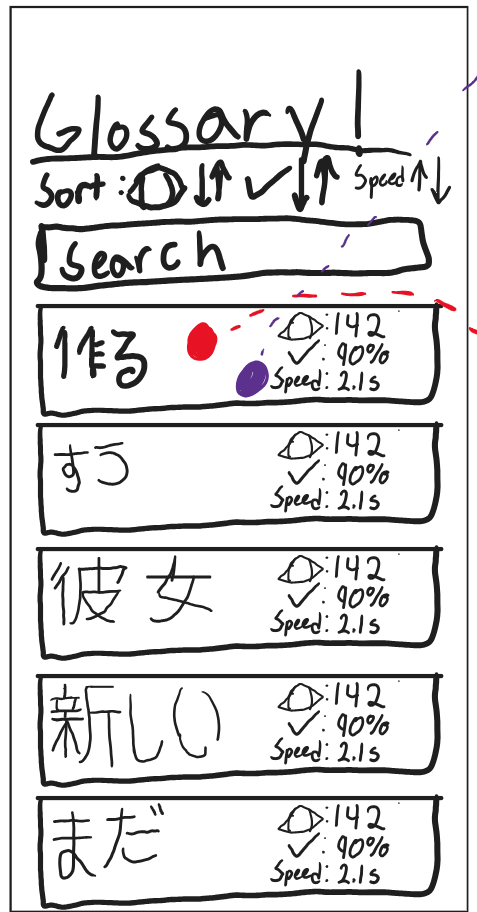 Glossary!
Sort: ↓↑ ✓ ↓↑ Speed ↑↓
Search
作る
: 142
✓: 90%
Speed: 2.1s
すう
: 142
✓: 90%
Speed: 2.1s
彼女
: 142
✓: 90%
Speed: 2.1s
新しい
: 142
✓: 90%
Speed: 2.1s
まだ
: 142
✓: 90%
Speed: 2.1s